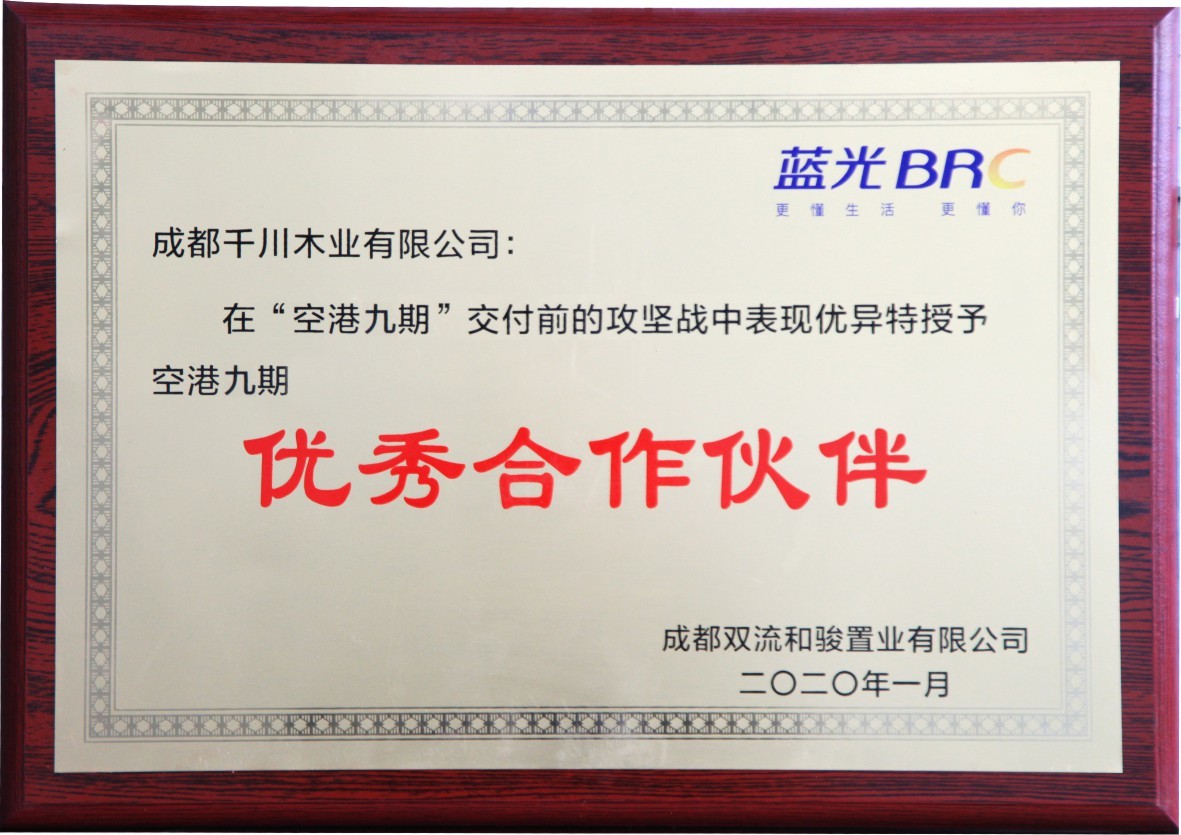 蓝光BRC
更懂生活 更懂你
成都千川木业有限公司：
在“空港九期”交付前的攻坚战中表现优异特授予
空港九期
优秀合作伙伴
成都双流和骏置业有限公司
二〇二〇年一月